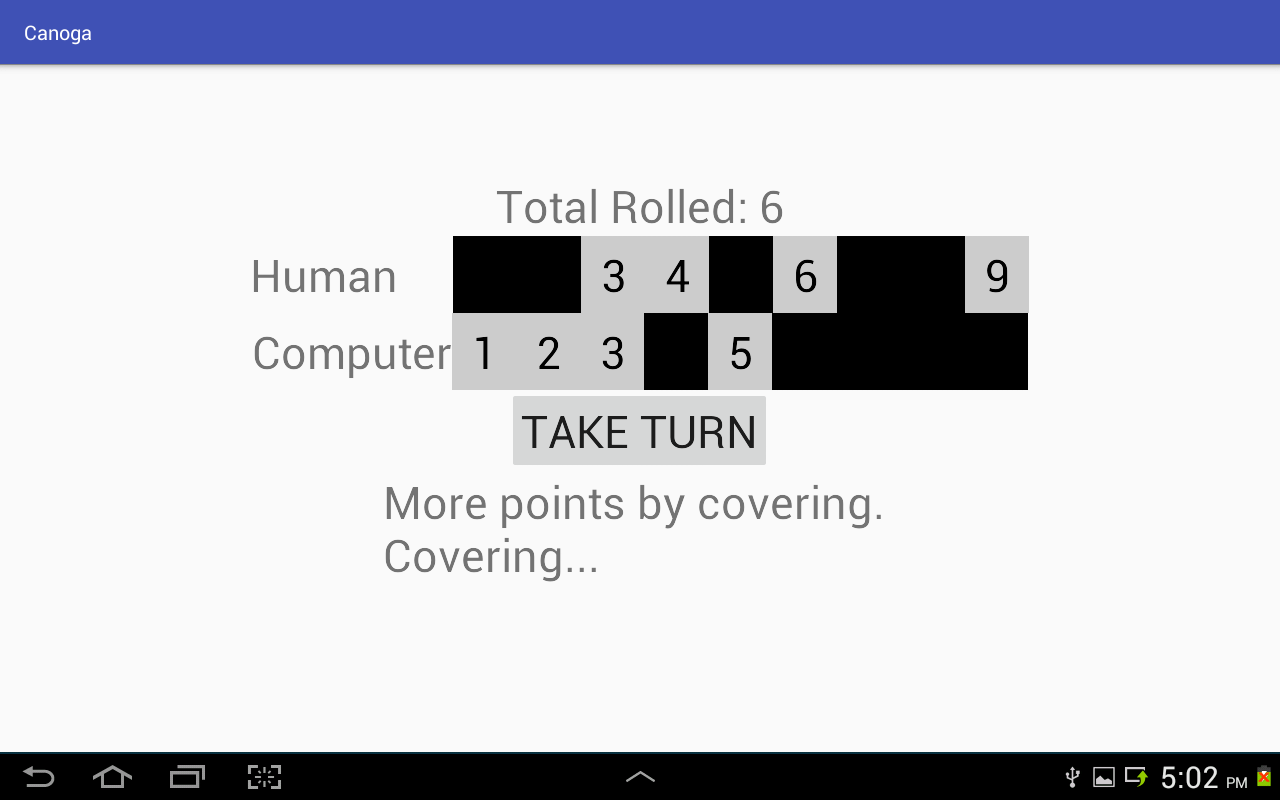 Canoga
Total Rolled: 6
Human 3 4 6 9
Computer 1 2 3 5
TAKE TURN
More points by covering.
Covering...
5:02 PM